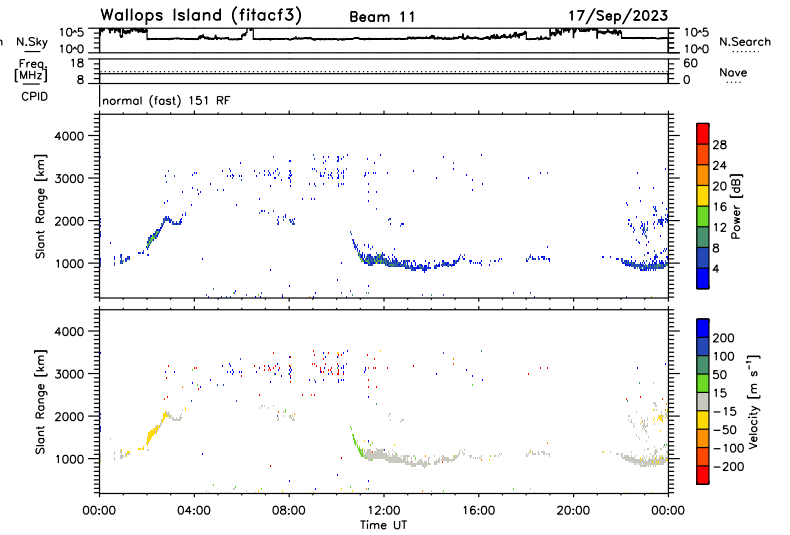 Wallops Island (fitacf3) Beam 11 17/Sep/2023
N.Sky 10^5 10^0 10^5 10^0 N.Search
Freq. [MHz] 18 8 60 0 Nave
CPID normal (fast) 151 RF
Slant Range [km] 4000 3000 2000 1000
28 24 20 16 12 8 4 Power [dB]
Slant Range [km] 4000 3000 2000 1000
200 100 50 15 −15 −50 −100 −200 Velocity [m s⁻¹]
00:00 04:00 08:00 12:00 16:00 20:00 00:00
Time UT